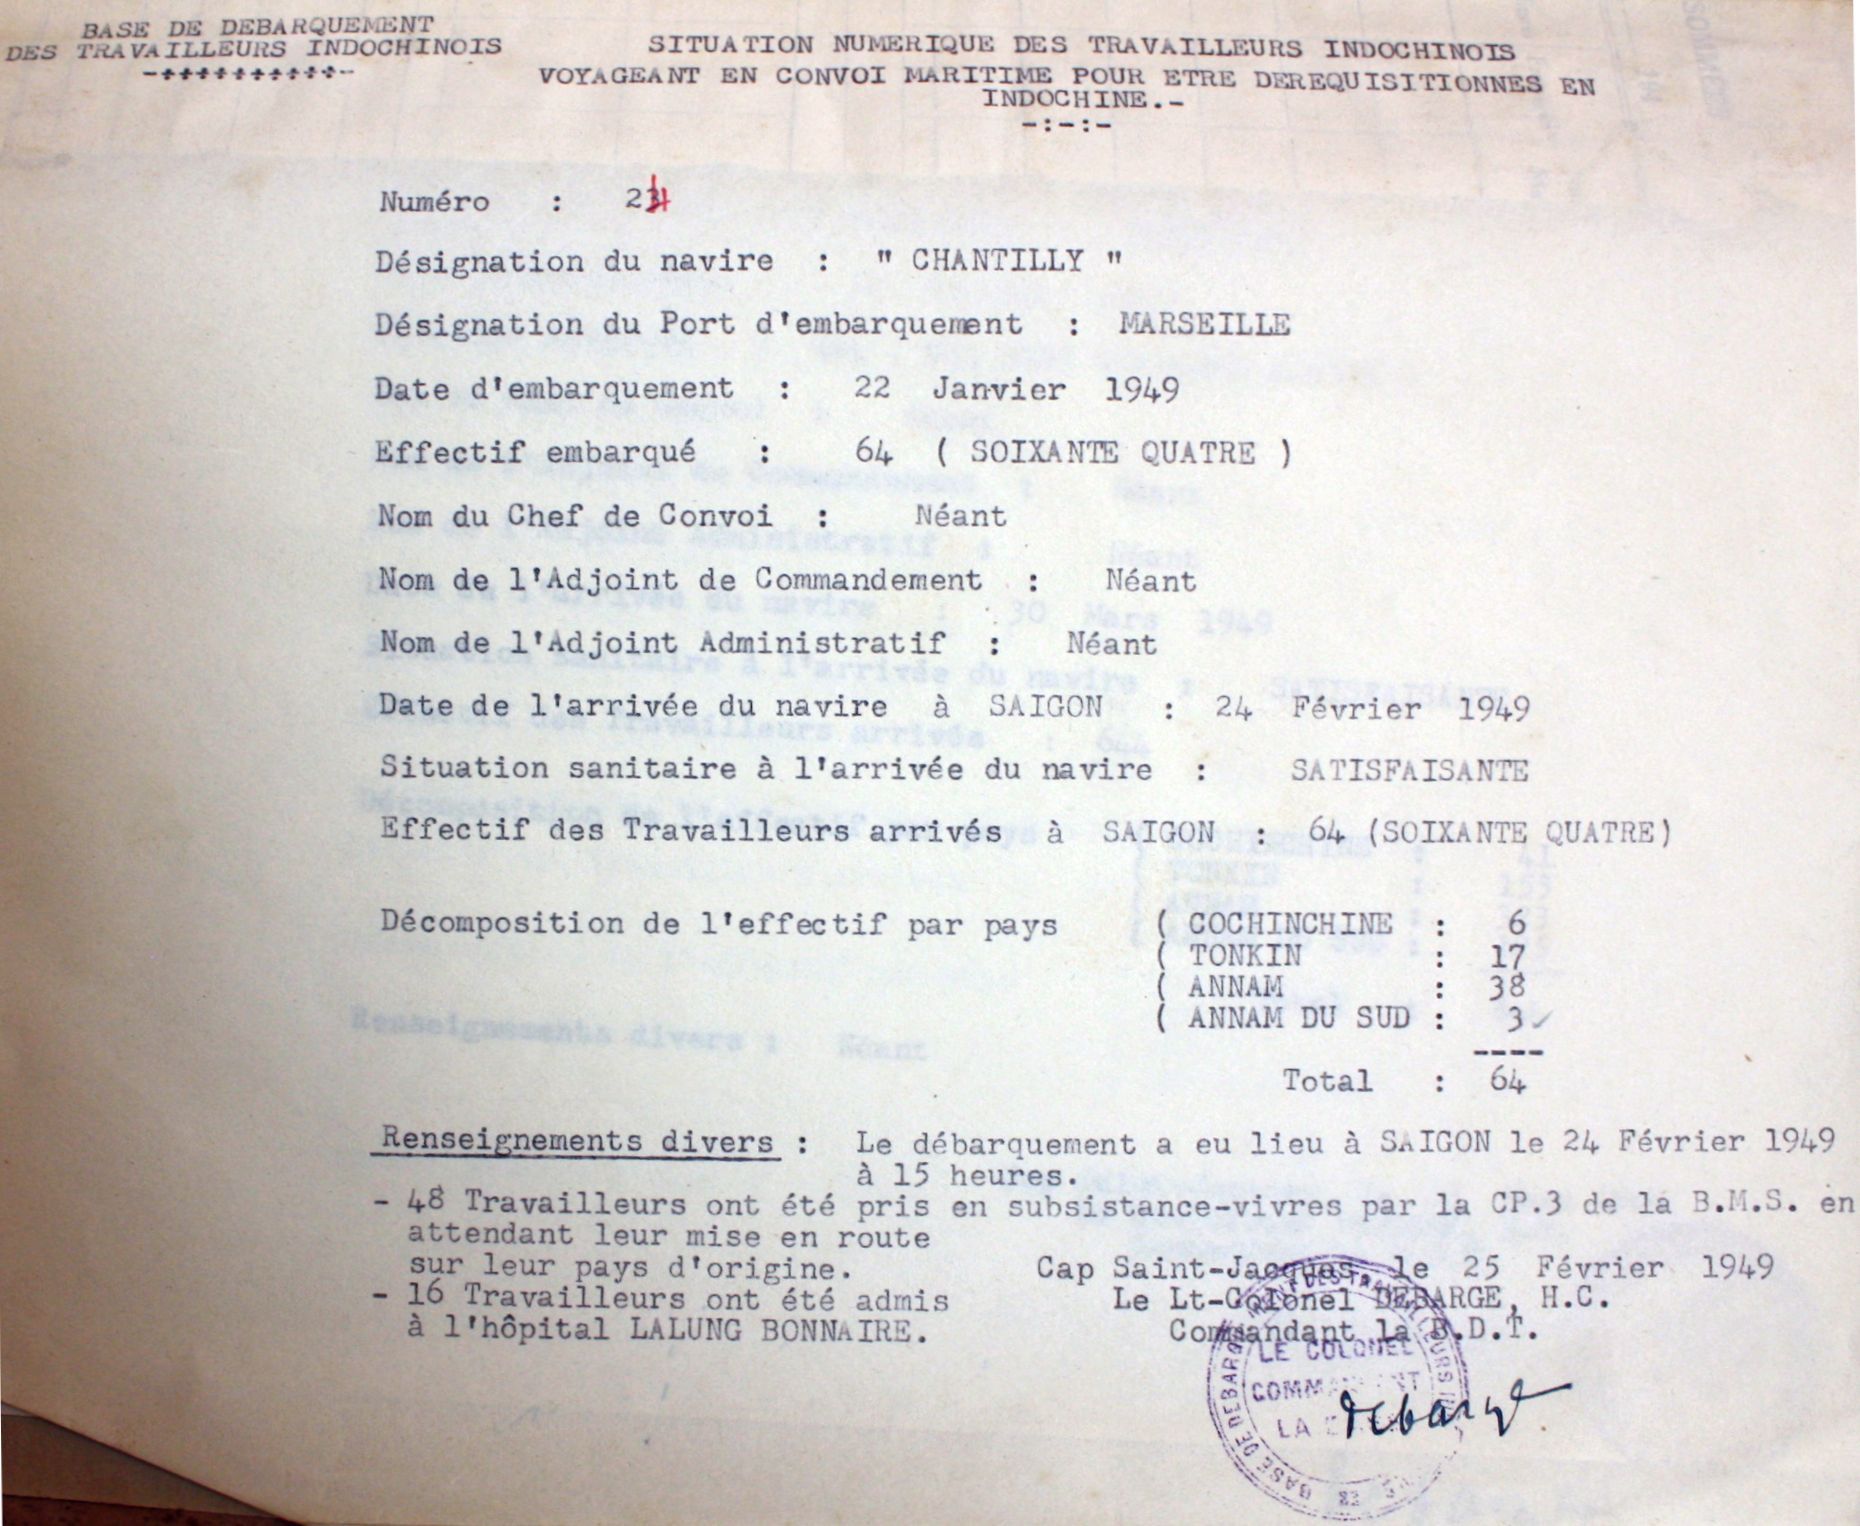 BASE DE DEBARQUEMENT
DES TRAVAILLEURS INDOCHINOIS
-+++++++++++--
SITUATION NUMERIQUE DES TRAVAILLEURS INDOCHINOIS
VOYAGEANT EN CONVOI MARITIME POUR ETRE DEREQUISITIONNES EN
INDOCHINE.-
-:-:-
Numéro : 24
Désignation du navire : " CHANTILLY "
Désignation du Port d'embarquement : MARSEILLE
Date d'embarquement : 22 Janvier 1949
Effectif embarqué : 64 ( SOIXANTE QUATRE )
Nom du Chef de Convoi : Néant
Nom de l'Adjoint de Commandement : Néant
Nom de l'Adjoint Administratif : Néant
Date de l'arrivée du navire à SAIGON : 24 Février 1949
Situation sanitaire à l'arrivée du navire : SATISFAISANTE
Effectif des Travailleurs arrivés à SAIGON : 64 (SOIXANTE QUATRE)
Décomposition de l'effectif par pays ( COCHINCHINE : 6
( TONKIN : 17
( ANNAM : 38
( ANNAM DU SUD : 3
----
Total : 64
Renseignements divers : Le débarquement a eu lieu à SAIGON le 24 Février 1949
à 15 heures.
- 48 Travailleurs ont été pris en subsistance-vivres par la CP.3 de la B.M.S. en
attendant leur mise en route
sur leur pays d'origine.
- 16 Travailleurs ont été admis
à l'hôpital LALUNG BONNAIRE.
Cap Saint-Jacques le 25 Février 1949
Le Lt-Colonel DEBARGE, H.C.
Commandant la B.D.T.
LE COLONEL
LA
BASE DE DEBARQ
debarge